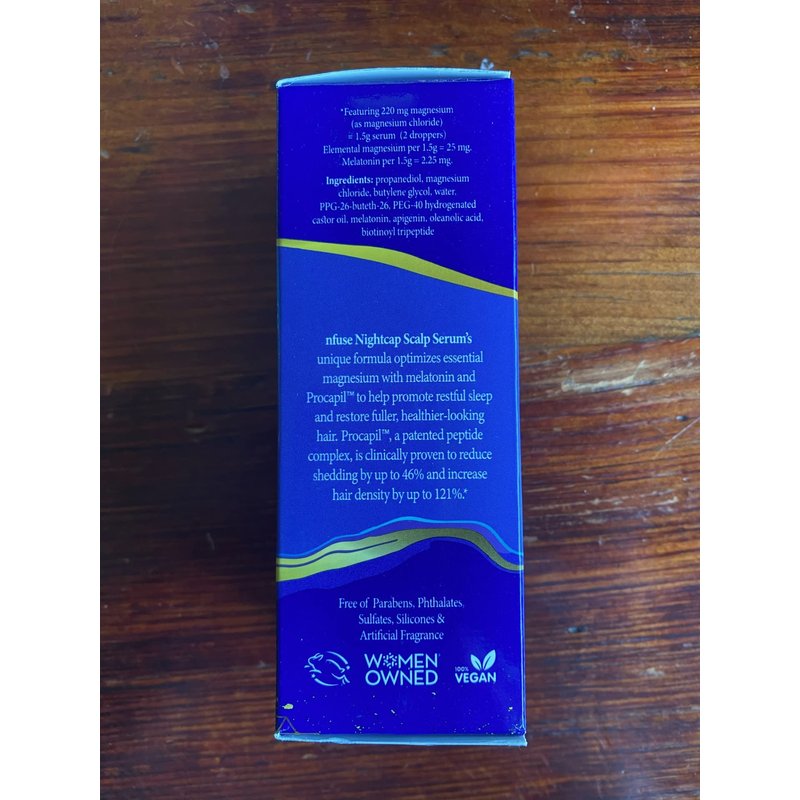 *Featuring 220 mg magnesium
(as magnesium chloride)
= 1.5g serum (2 droppers)
Elemental magnesium per 1.5g = 25 mg.
Melatonin per 1.5g = 2.25 mg.
Ingredients: propanediol, magnesium
chloride, butylene glycol, water,
PPG-26-buteth-26, PEG-40 hydrogenated
castor oil, melatonin, apigenin, oleanolic acid,
biotinoyl tripeptide
nfuse Nightcap Scalp Serum's
unique formula optimizes essential
magnesium with melatonin and
Procapil™ to help promote restful sleep
and restore fuller, healthier-looking
hair. Procapil™, a patented peptide
complex, is clinically proven to reduce
shedding by up to 46% and increase
hair density by up to 121%.*
Free of Parabens, Phthalates,
Sulfates, Silicones &
Artificial Fragrance
WOMEN
OWNED
100%
VEGAN